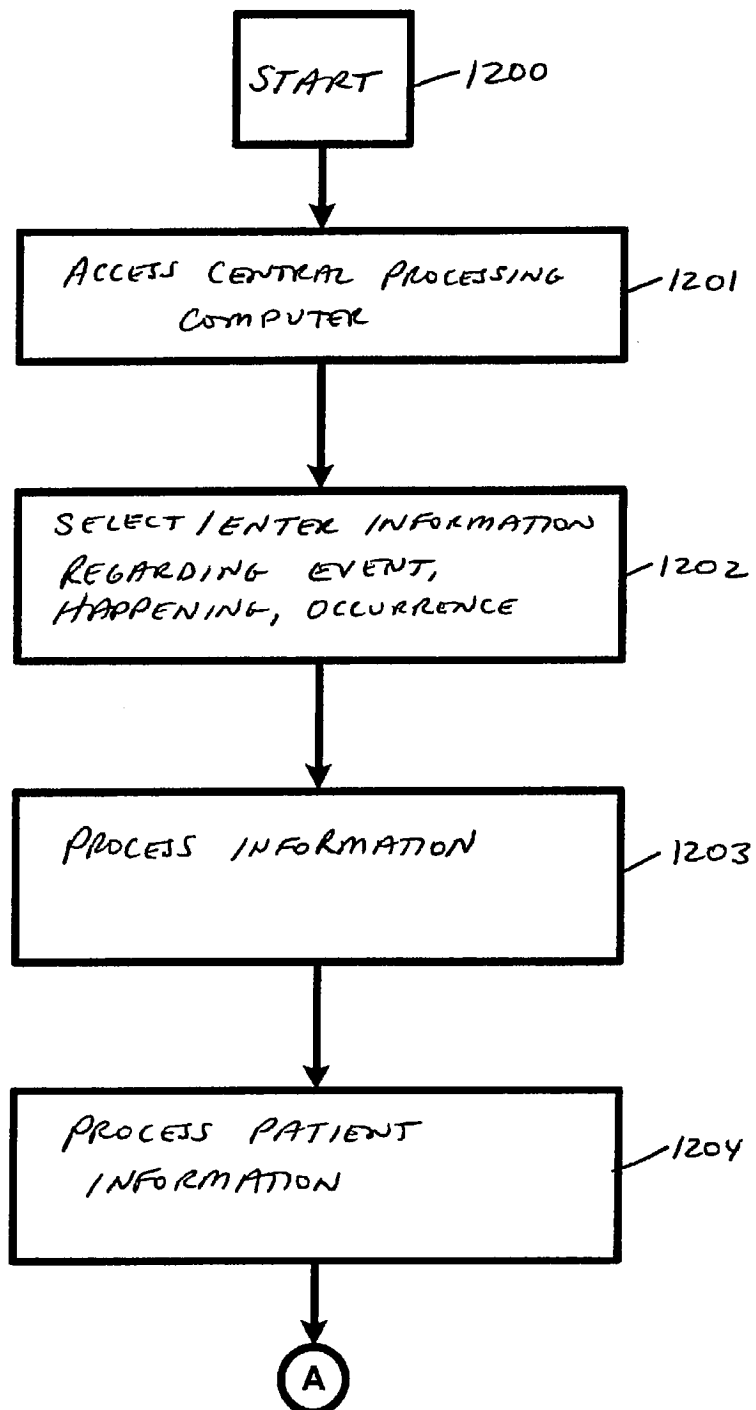 START
1200
ACCESS CENTRAL PROCESSING
COMPUTER
1201
SELECT/ENTER INFORMATION
REGARDING EVENT,
HAPPENING, OCCURRENCE
1202
PROCESS INFORMATION
1203
PROCESS PATIENT
INFORMATION
1204
A